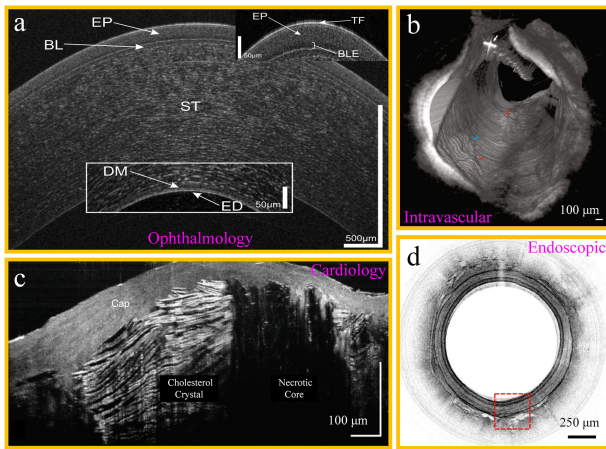 a
EP
BL
ST
DM
ED
50μm
500μm
Ophthalmology
EP
TF
BLE
50μm
b
Intravascular
100 μm
c
Cardiology
Cap
Cholesterol
Crystal
Necrotic
Core
100 μm
d
Endoscopic
250 μm